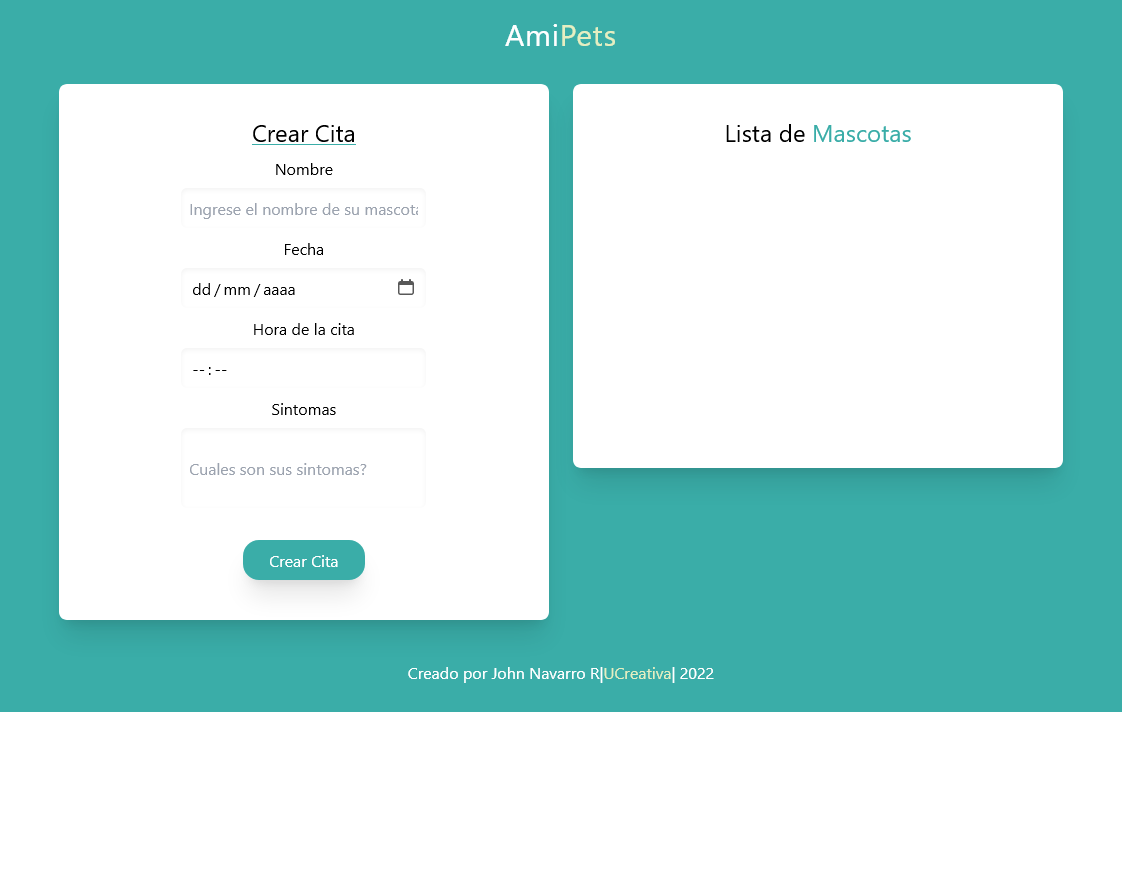 AmiPets
Crear Cita
Nombre
Ingrese el nombre de su mascota
Fecha
dd/mm/aaaa
Hora de la cita
--:--
Sintomas
Cuales son sus sintomas?
Crear Cita
Lista de Mascotas
Creado por John Navarro R|UCreativa| 2022